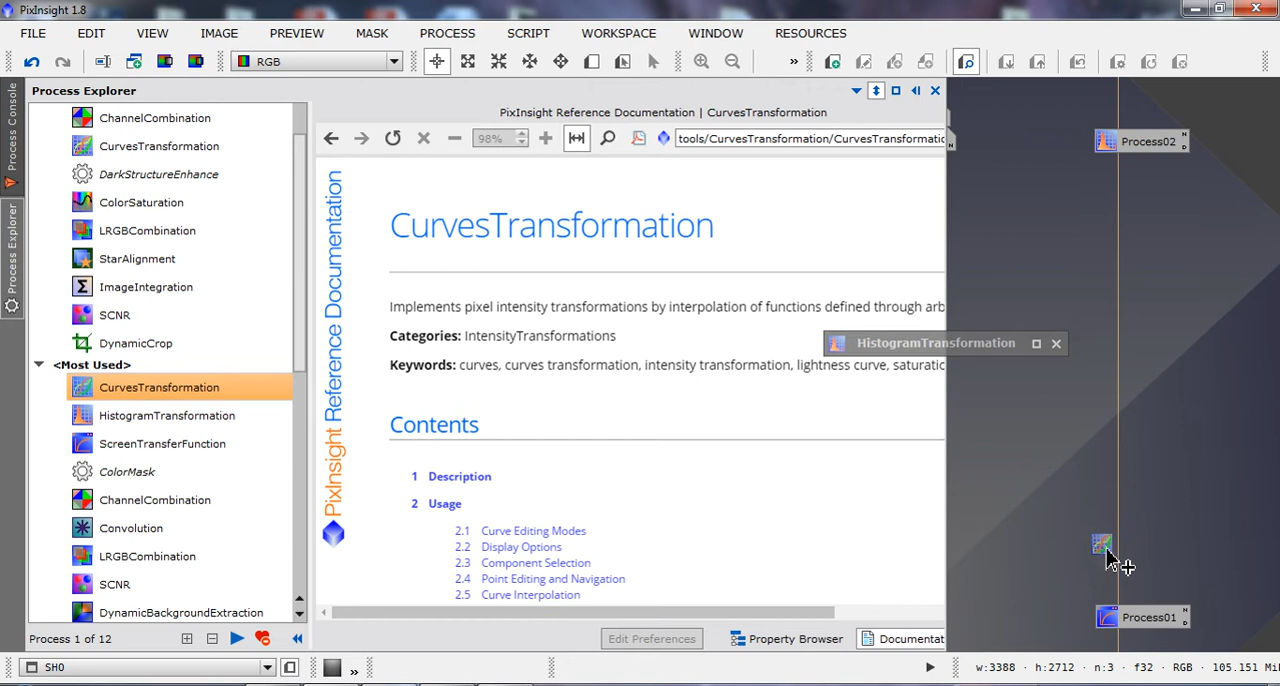 PixInsight 1.8
FILE EDIT VIEW IMAGE PREVIEW MASK PROCESS SCRIPT WORKSPACE WINDOW RESOURCES
RGB
»
Process Console
Process Explorer
Process Explorer
ChannelCombination
CurvesTransformation
DarkStructureEnhance
ColorSaturation
LRGBCombination
StarAlignment
ImageIntegration
SCNR
DynamicCrop
<Most Used>
CurvesTransformation
HistogramTransformation
ScreenTransferFunction
ColorMask
ChannelCombination
Convolution
LRGBCombination
SCNR
DynamicBackgroundExtraction
Process 1 of 12
PixInsight Reference Documentation | CurvesTransformation
98%
tools/CurvesTransformation/CurvesTransformatic
PixInsight Reference Documentation
CurvesTransformation
Implements pixel intensity transformations by interpolation of functions defined through arb
Categories: IntensityTransformations
Keywords: curves, curves transformation, intensity transformation, lightness curve, saturatic
Contents
1 Description
2 Usage
2.1 Curve Editing Modes
2.2 Display Options
2.3 Component Selection
2.4 Point Editing and Navigation
2.5 Curve Interpolation
Edit Preferences
Property Browser
Documentat
HistogramTransformation
Process02
N
D
Process01
N
D
N
SHO
»
w:3388 · h:2712 · n:3 · f32 · RGB · 105.151 Mi